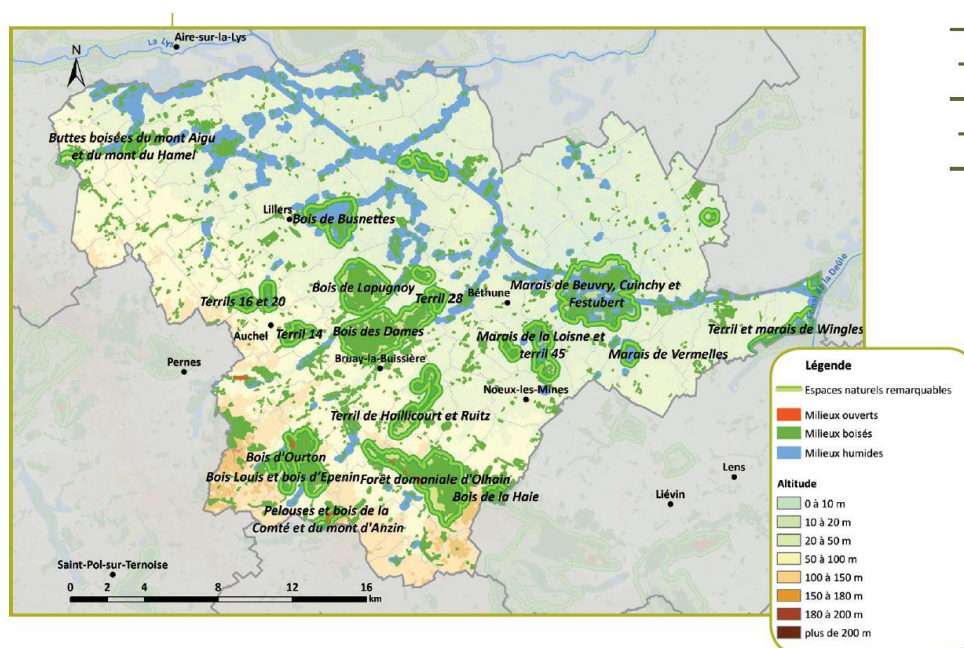 Aire-sur-la-Lys
La Lys
N
Buttes boisées du mont Aigu
et du mont du Hamel
Lillers
Bois de Busnettes
Bois de Lapugnoy
Terrils 16 et 20
Terril 28
Béthune
Marais de Beuvry, Cuinchy et
Festubert
Auchel
Terril 14
Bois des Dames
Marais de la Loisne et
terril 45
Marais de Vermelles
Terril et marais de Wingles
de la Deûle
Pernes
Bruay-la-Buissière
Noeux-les-Mines
Terril de Haillicourt et Ruitz
Bois d'Ourton
Bois Louis et bois d'Epenin
Forêt domaniale d'Olhain
Bois de la Haie
Pelouses et bois de la
Comté et du mont d'Anzin
Lens
Liévin
Saint-Pol-sur-Ternoise
0 2 4 8 12 16
km
Légende
Espaces naturels remarquables
Milieux ouverts
Milieux boisés
Milieux humides
Altitude
0 à 10 m
10 à 20 m
20 à 50 m
50 à 100 m
100 à 150 m
150 à 180 m
180 à 200 m
plus de 200 m